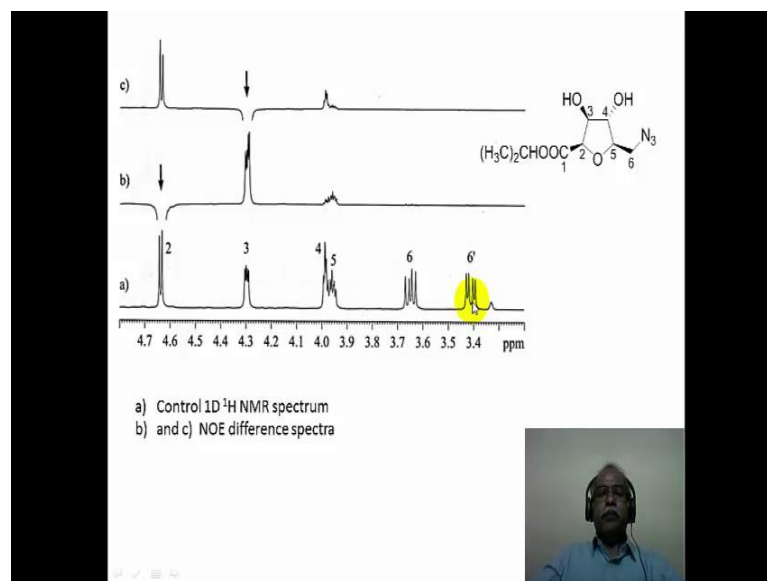 c)
HO 3 4 OH
N₃
(H₃C)₂CHOOC 2 5
1 O 6
b)
2 3 4 5 6 6'
a)
4.7 4.6 4.5 4.4 4.3 4.2 4.1 4.0 3.9 3.8 3.7 3.6 3.5 3.4 ppm
a) Control 1D ¹H NMR spectrum
b) and c) NOE difference spectra